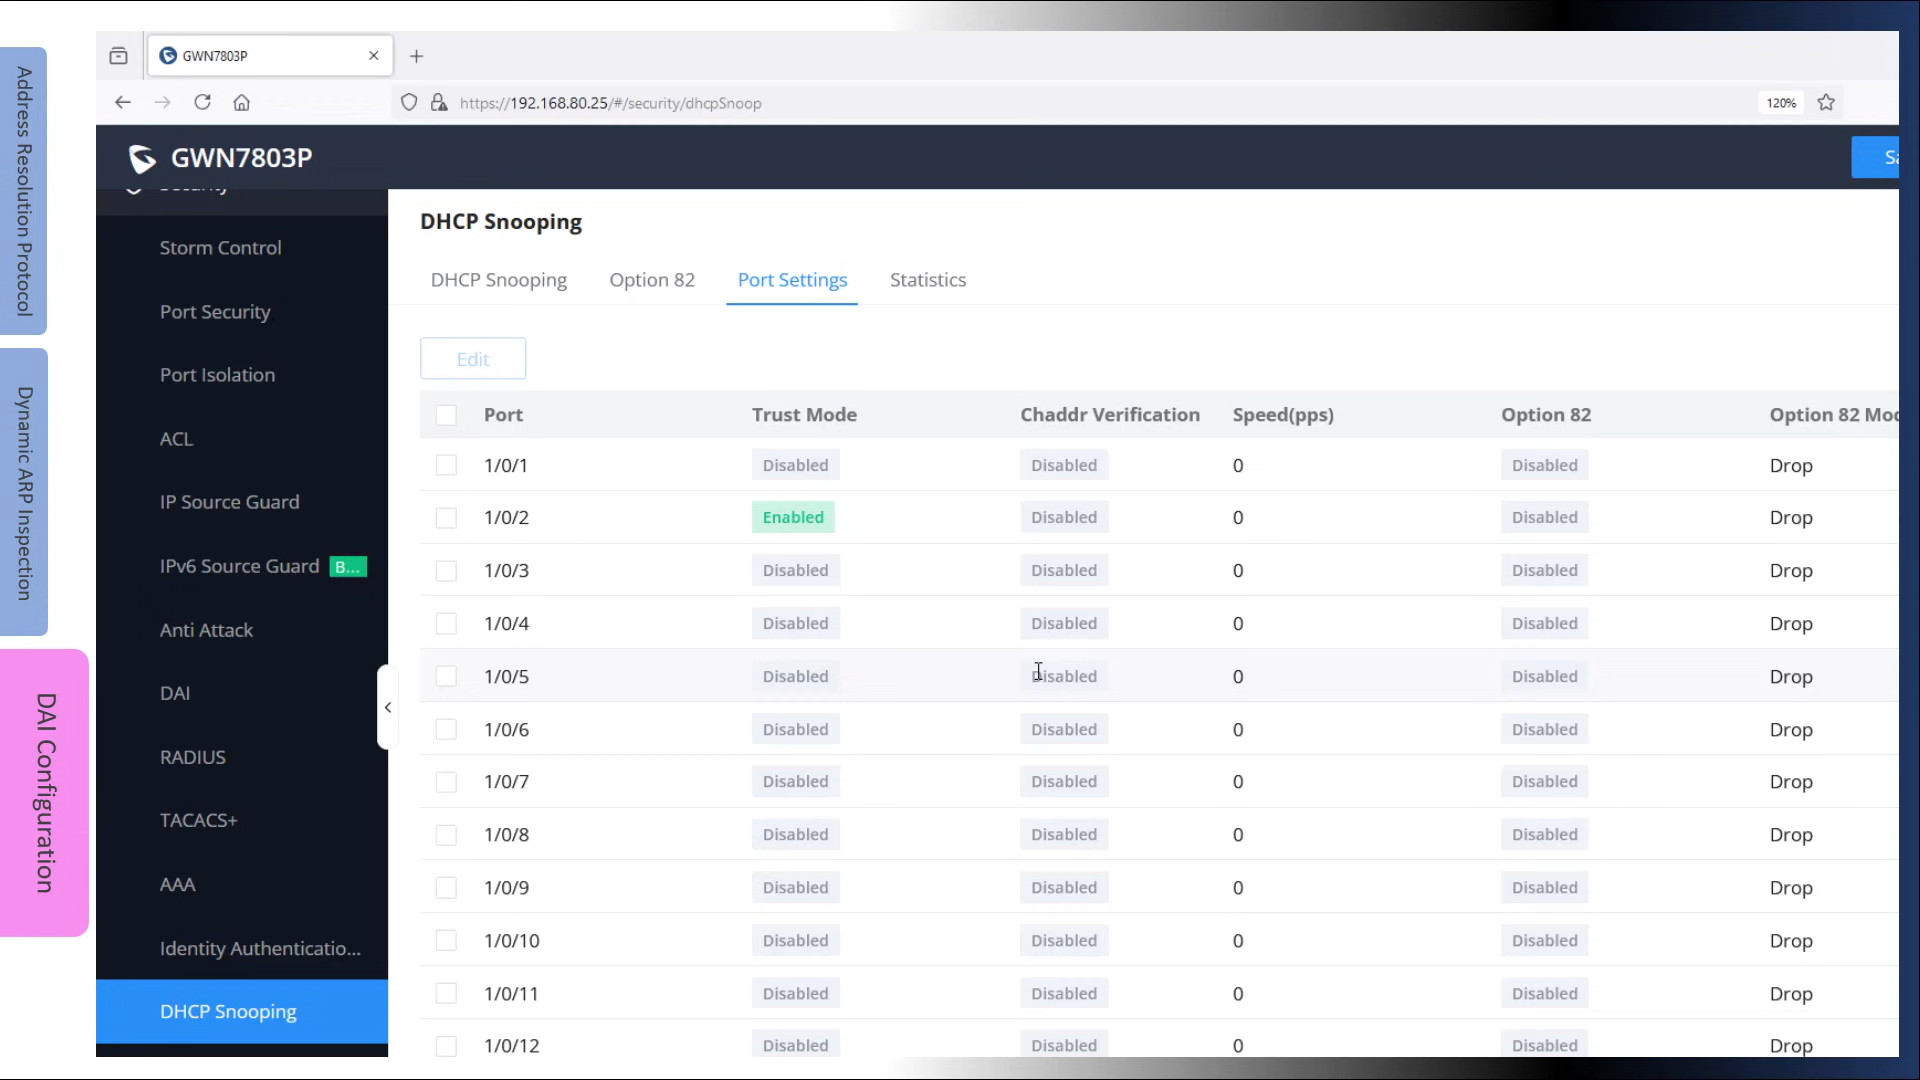 Address Resolution Protocol
Dynamic ARP Inspection
DAI Configuration
GWN7803P
https://192.168.80.25/#/security/dhcpSnoop
120%
GWN7803P
Sa
Security
Storm Control
Port Security
Port Isolation
ACL
IP Source Guard
IPv6 Source Guard B...
Anti Attack
DAI
RADIUS
TACACS+
AAA
Identity Authenticatio...
DHCP Snooping
DHCP Snooping
DHCP Snooping Option 82 Port Settings Statistics
Edit
Port Trust Mode Chaddr Verification Speed(pps) Option 82 Option 82 Mod
1/0/1 Disabled Disabled 0 Disabled Drop
1/0/2 Enabled Disabled 0 Disabled Drop
1/0/3 Disabled Disabled 0 Disabled Drop
1/0/4 Disabled Disabled 0 Disabled Drop
1/0/5 Disabled Disabled 0 Disabled Drop
1/0/6 Disabled Disabled 0 Disabled Drop
1/0/7 Disabled Disabled 0 Disabled Drop
1/0/8 Disabled Disabled 0 Disabled Drop
1/0/9 Disabled Disabled 0 Disabled Drop
1/0/10 Disabled Disabled 0 Disabled Drop
1/0/11 Disabled Disabled 0 Disabled Drop
1/0/12 Disabled Disabled 0 Disabled Drop